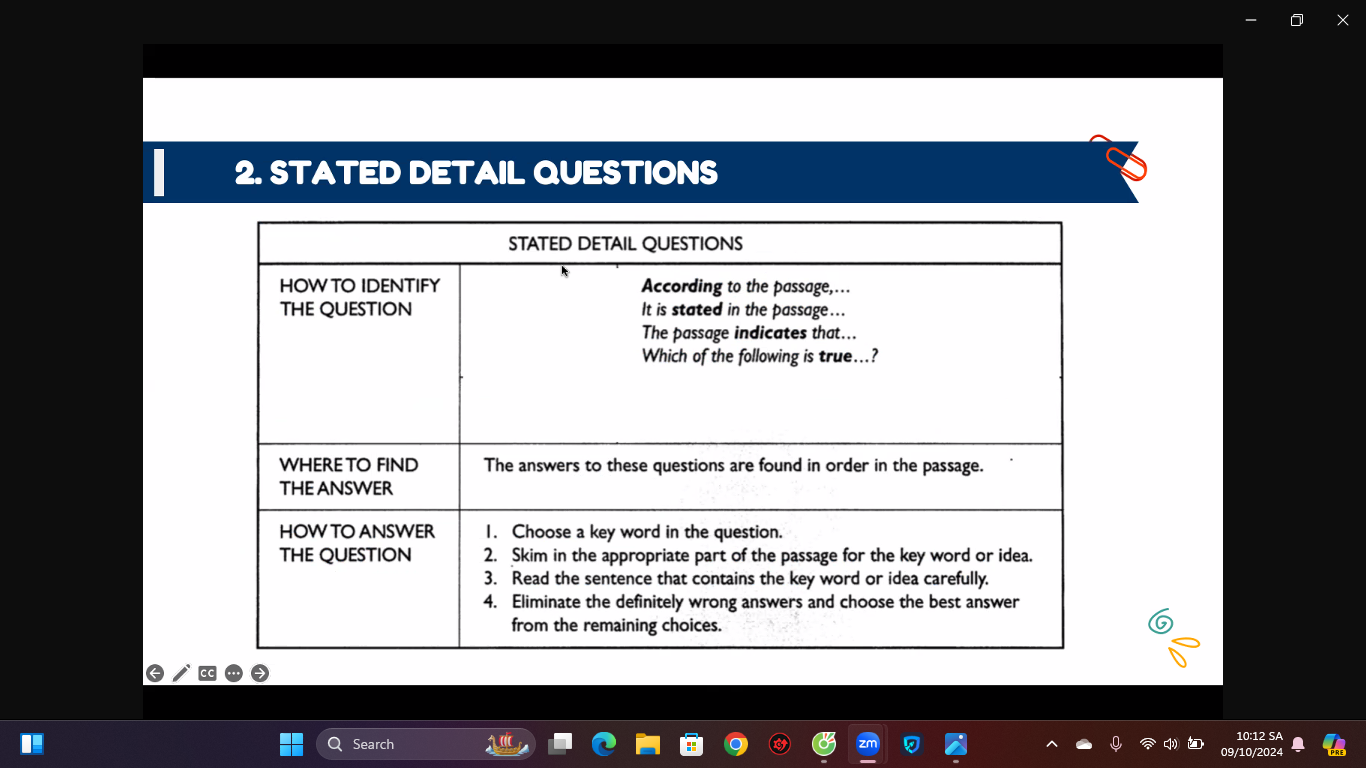 2. STATED DETAIL QUESTIONS
STATED DETAIL QUESTIONS
HOW TO IDENTIFY
THE QUESTION
According to the passage,...
It is stated in the passage...
The passage indicates that...
Which of the following is true...?
WHERE TO FIND
THE ANSWER
The answers to these questions are found in order in the passage.
HOW TO ANSWER
THE QUESTION
1. Choose a key word in the question.
2. Skim in the appropriate part of the passage for the key word or idea.
3. Read the sentence that contains the key word or idea carefully.
4. Eliminate the definitely wrong answers and choose the best answer
from the remaining choices.
CC
Search
zm
10:12 SA
09/10/2024
PRE